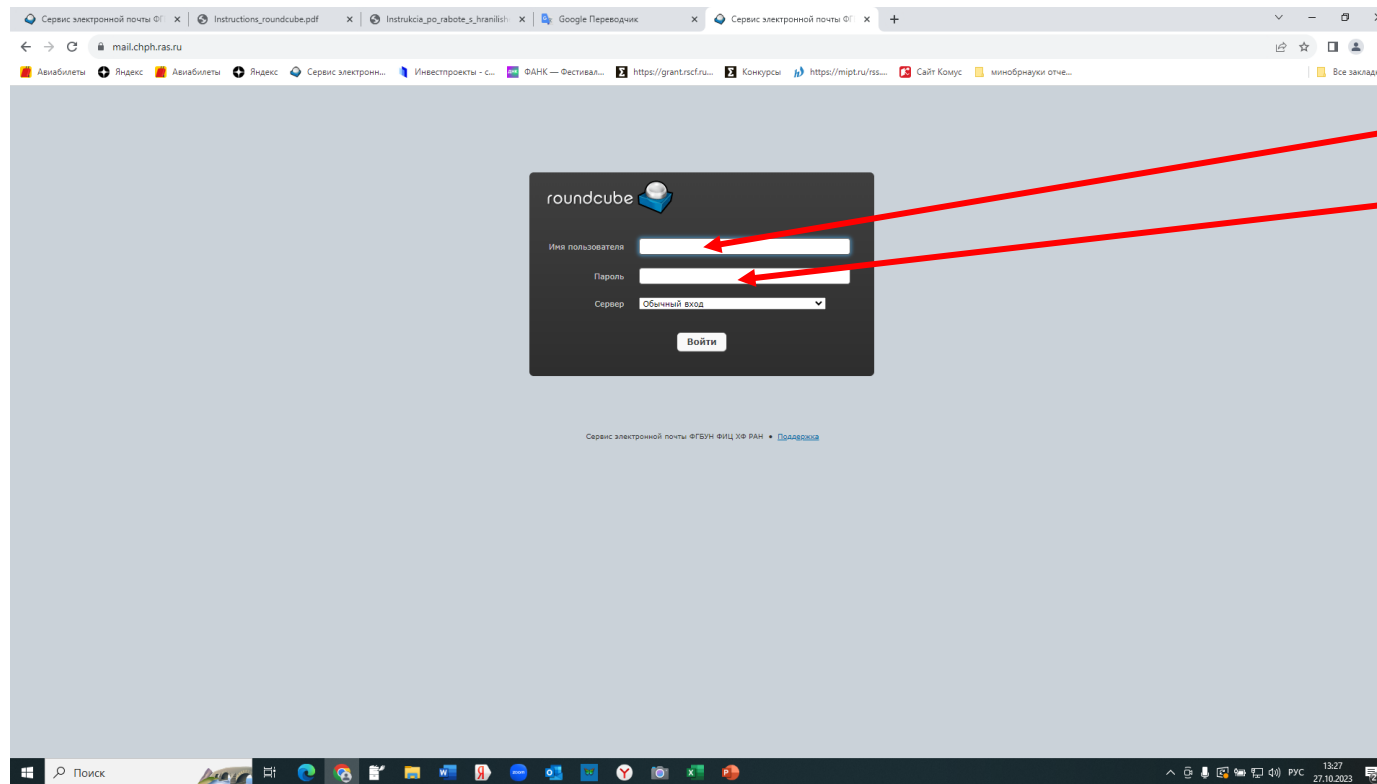 Сервис электронной почты ФГ
Instructions_roundcube.pdf
Instrukcia_po_rabote_s_hranilish
Google Переводчик
Сервис электронной почты ФГ
mail.chph.ras.ru
Авиабилеты Яндекс Авиабилеты Яндекс Сервис электронн... Инвестпроекты - с... ФАНК — Фестивал... https://grant.rscf.ru... Конкурсы https://mipt.ru/rss.... Сайт Комус минобрнауки отче... Все заклад
roundcube
Имя пользователя
Пароль
Сервер Обычный вход
Войти
Сервис электронной почты ФГБУН ФИЦ ХФ РАН • Поддержка
Поиск
РУС
13:27
27.10.2023